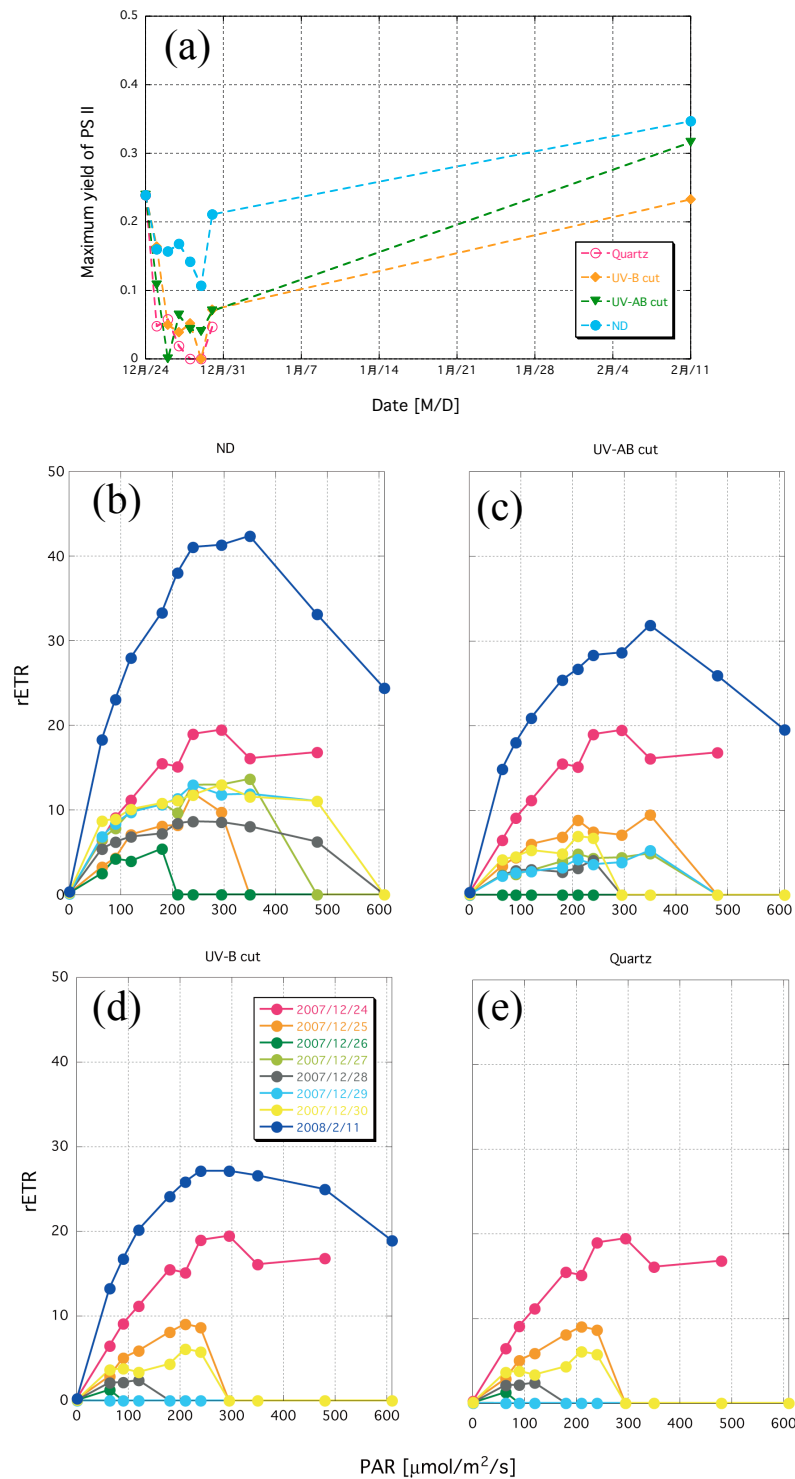 (a)
0.5
0.4
0.3
0.2
0.1
0
Maximum yield of PS II
Quartz
UV-B cut
UV-AB cut
ND
12月/24 12月/31 1月/7 1月/14 1月/21 1月/28 2月/4 2月/11
Date [M/D]
ND
(b)
50
40
30
20
10
0
rETR
0 100 200 300 400 500 600
UV-AB cut
(c)
0 100 200 300 400 500 600
UV-B cut
(d)
50
40
30
20
10
0
rETR
2007/12/24
2007/12/25
2007/12/26
2007/12/27
2007/12/28
2007/12/29
2007/12/30
2008/2/11
0 100 200 300 400 500 600
Quartz
(e)
0 100 200 300 400 500 600
PAR [μmol/m²/s]